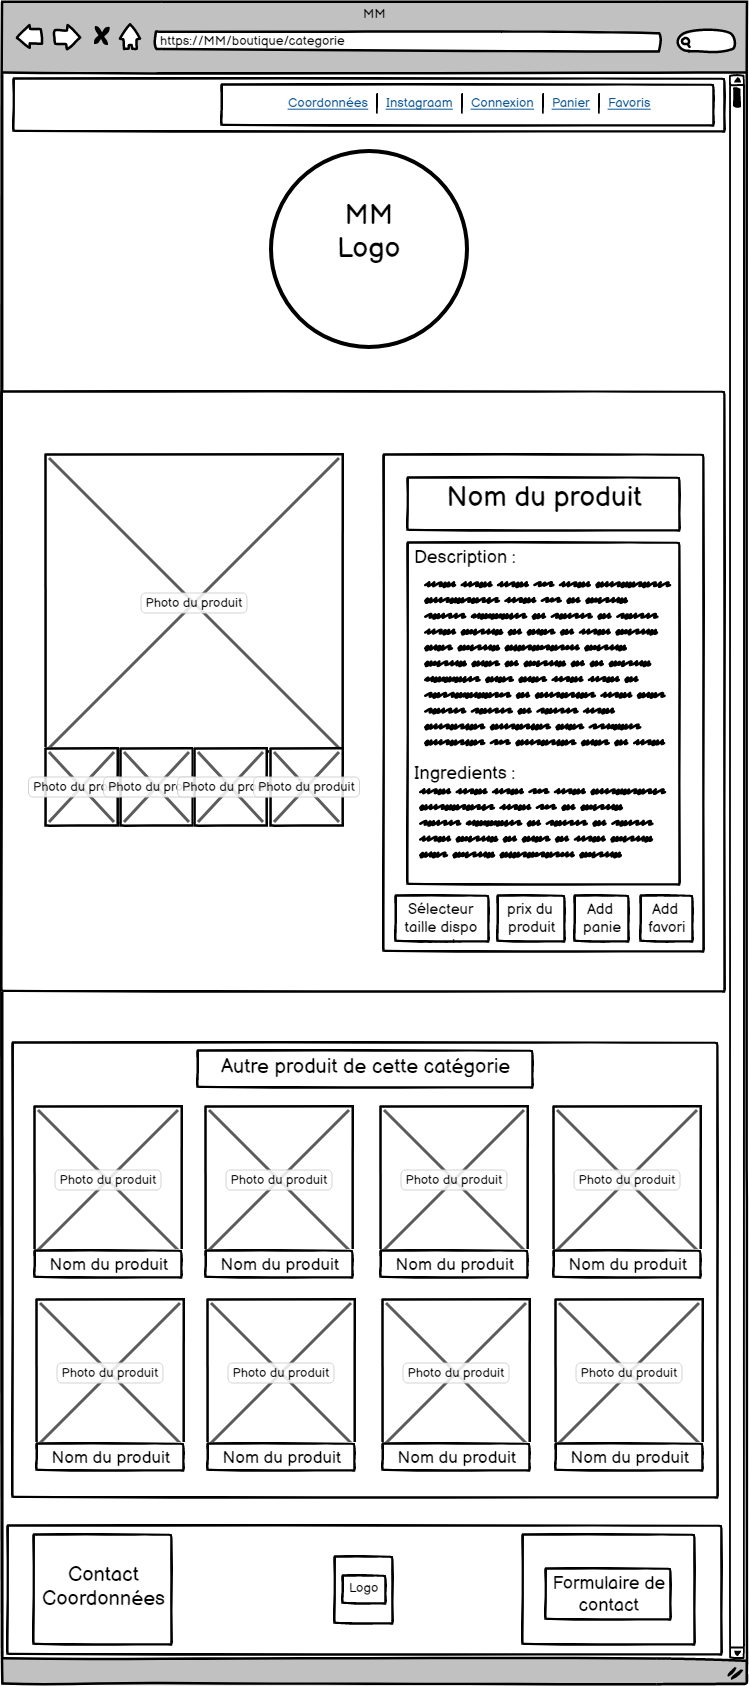 MM
https://MM/boutique/categorie
Coordonnées Instagraam Connexion Panier Favoris
MM
Logo
Photo du produit
Photo du pro Photo du pro Photo du pro Photo du produit
Nom du produit
Description :
Ingredients :
Sélecteur
taille dispo
prix du
produit
Add
panie
Add
favori
Autre produit de cette catégorie
Photo du produit Photo du produit Photo du produit Photo du produit
Nom du produit Nom du produit Nom du produit Nom du produit
Photo du produit Photo du produit Photo du produit Photo du produit
Nom du produit Nom du produit Nom du produit Nom du produit
Contact
Coordonnées
Logo
Formulaire de
contact